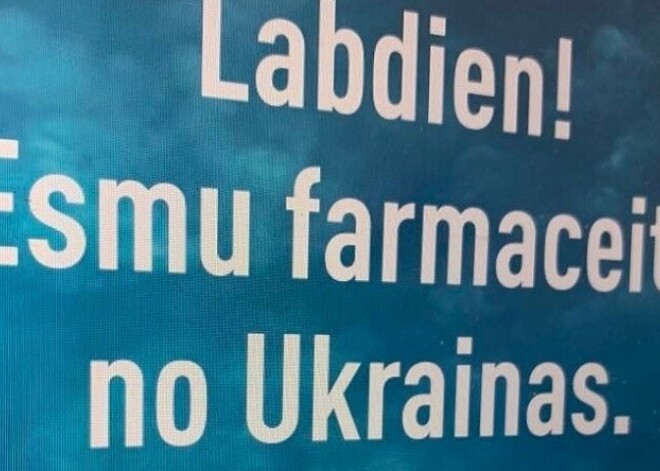 Labdien!
Esmu farmaceit
no Ukrainas.